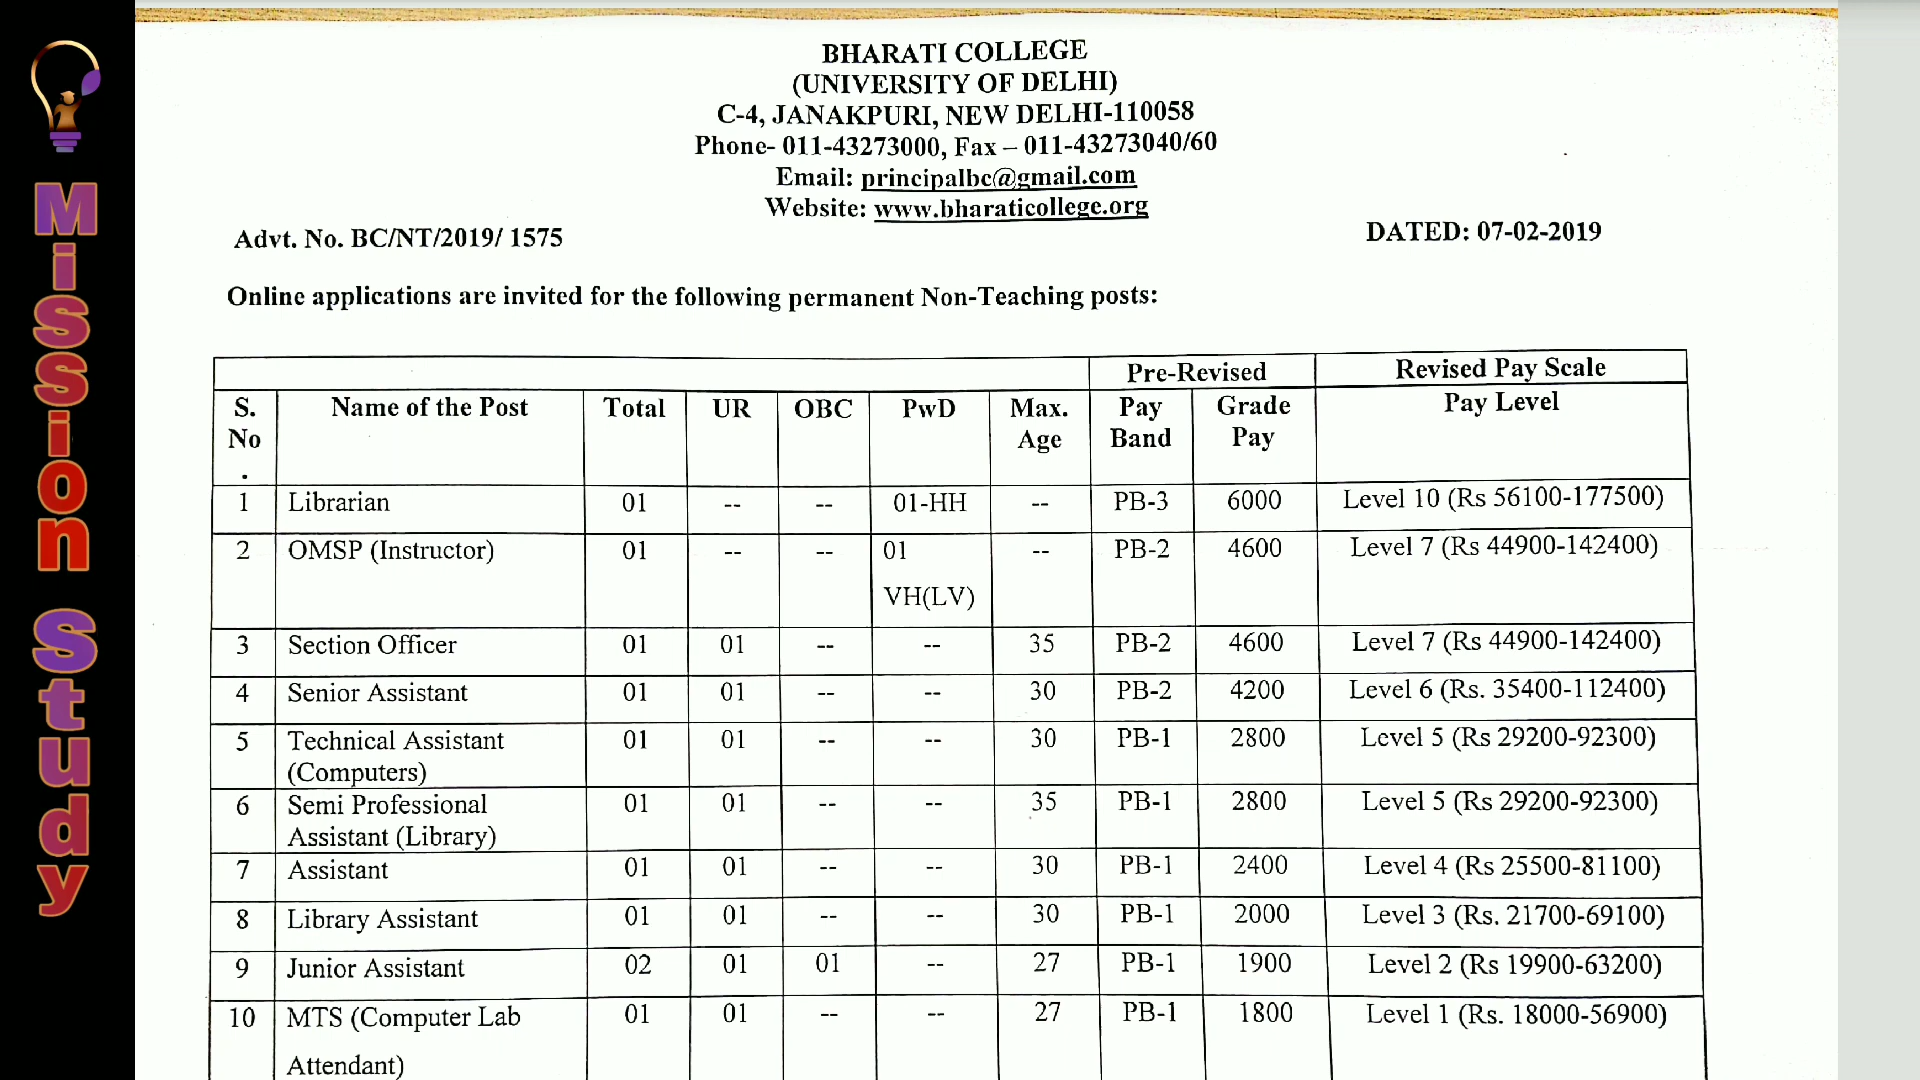 Mission Study
BHARATI COLLEGE
(UNIVERSITY OF DELHI)
C-4, JANAKPURI, NEW DELHI-110058
Phone- 011-43273000, Fax – 011-43273040/60
Email: principalbc@gmail.com
Website: www.bharaticollege.org
Advt. No. BC/NT/2019/ 1575 DATED: 07-02-2019
Online applications are invited for the following permanent Non-Teaching posts:
Pre-Revised Revised Pay Scale
S. Name of the Post Total UR OBC PwD Max. Pay Grade Pay Level
No Age Band Pay
.
1 Librarian 01 -- -- 01-HH -- PB-3 6000 Level 10 (Rs 56100-177500)
2 OMSP (Instructor) 01 -- -- 01 -- PB-2 4600 Level 7 (Rs 44900-142400)
VH(LV)
3 Section Officer 01 01 -- -- 35 PB-2 4600 Level 7 (Rs 44900-142400)
4 Senior Assistant 01 01 -- -- 30 PB-2 4200 Level 6 (Rs. 35400-112400)
5 Technical Assistant 01 01 -- -- 30 PB-1 2800 Level 5 (Rs 29200-92300)
(Computers)
6 Semi Professional 01 01 -- -- 35 PB-1 2800 Level 5 (Rs 29200-92300)
Assistant (Library)
7 Assistant 01 01 -- -- 30 PB-1 2400 Level 4 (Rs 25500-81100)
8 Library Assistant 01 01 -- -- 30 PB-1 2000 Level 3 (Rs. 21700-69100)
9 Junior Assistant 02 01 01 -- 27 PB-1 1900 Level 2 (Rs 19900-63200)
10 MTS (Computer Lab 01 01 -- -- 27 PB-1 1800 Level 1 (Rs. 18000-56900)
Attendant)